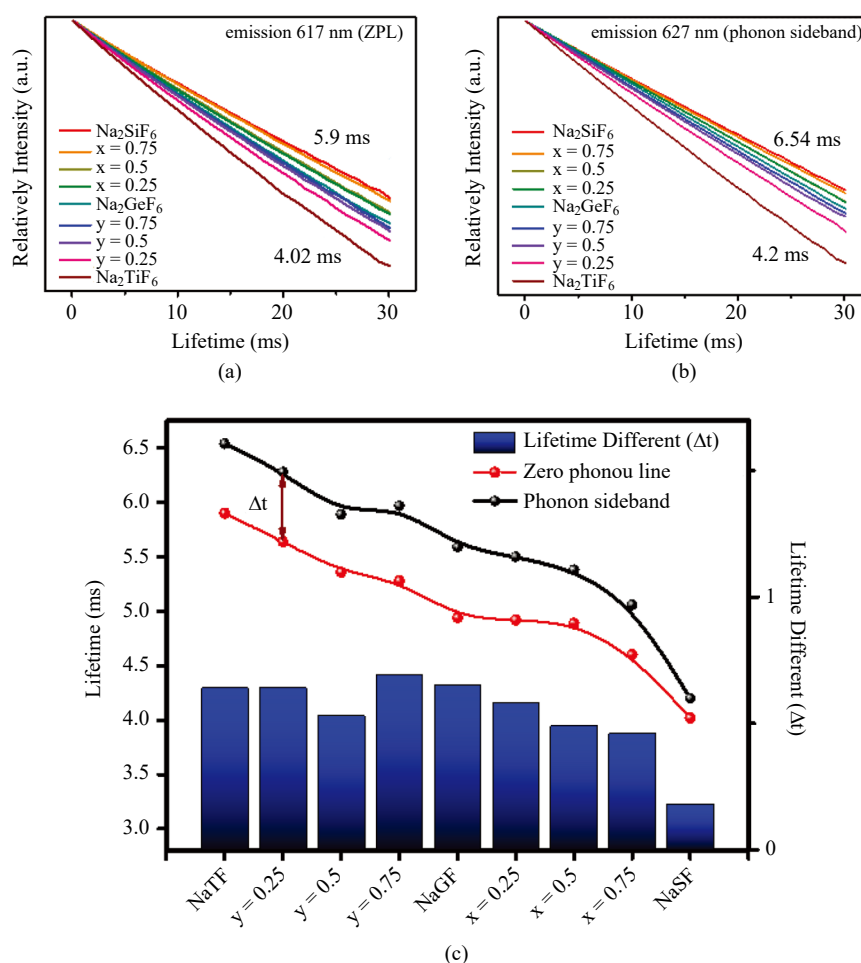 (a)
emission 617 nm (ZPL)
Relatively Intensity (a.u.)
Na₂SiF₆
x = 0.75
x = 0.5
x = 0.25
Na₂GeF₆
y = 0.75
y = 0.5
y = 0.25
Na₂TiF₆
5.9 ms
4.02 ms
0 10 20 30
Lifetime (ms)
(a)
(b)
emission 627 nm (phonon sideband)
Relatively Intensity (a.u.)
Na₂SiF₆
x = 0.75
x = 0.5
x = 0.25
Na₂GeF₆
y = 0.75
y = 0.5
y = 0.25
Na₂TiF₆
6.54 ms
4.2 ms
0 10 20 30
Lifetime (ms)
(b)
Lifetime Different (Δt)
Zero phonou line
Phonon sideband
Δt
Lifetime (ms)
6.5
6.0
5.5
5.0
4.5
4.0
3.5
3.0
Lifetime Different (Δt)
1
0
NaTF
y = 0.25
y = 0.5
y = 0.75
NaGF
x = 0.25
x = 0.5
x = 0.75
NaSF
(c)